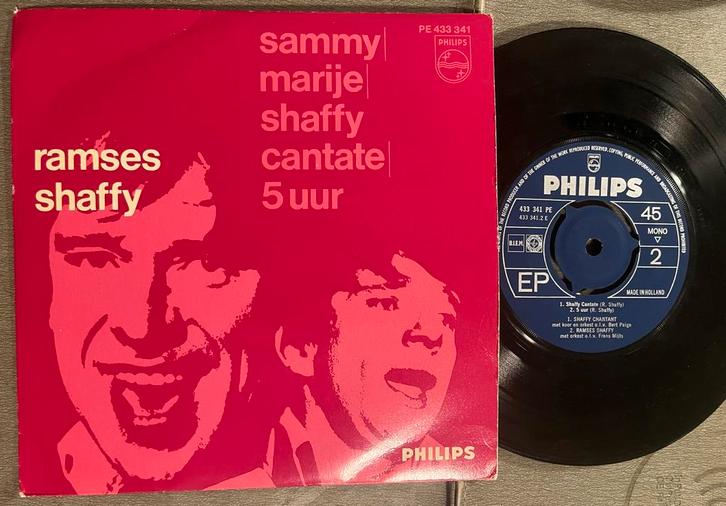 PE 433 341
PHILIPS
sammy|
marije|
shaffy
cantate|
5 uur
ramses
shaffy
PHILIPS
PHILIPS
433 341 PE
433 341.2 E
45
MONO
B.I.E.M.
2
EP
MADE IN HOLLAND
1. Shaffy Cantate (R. Shaffy)
2. 5 uur (R. Shaffy)
1. SHAFFY CHANTANT
met koor en orkest o.l.v. Bert Paige
2. RAMSES SHAFFY
met orkest o.l.v. Frans Mijts